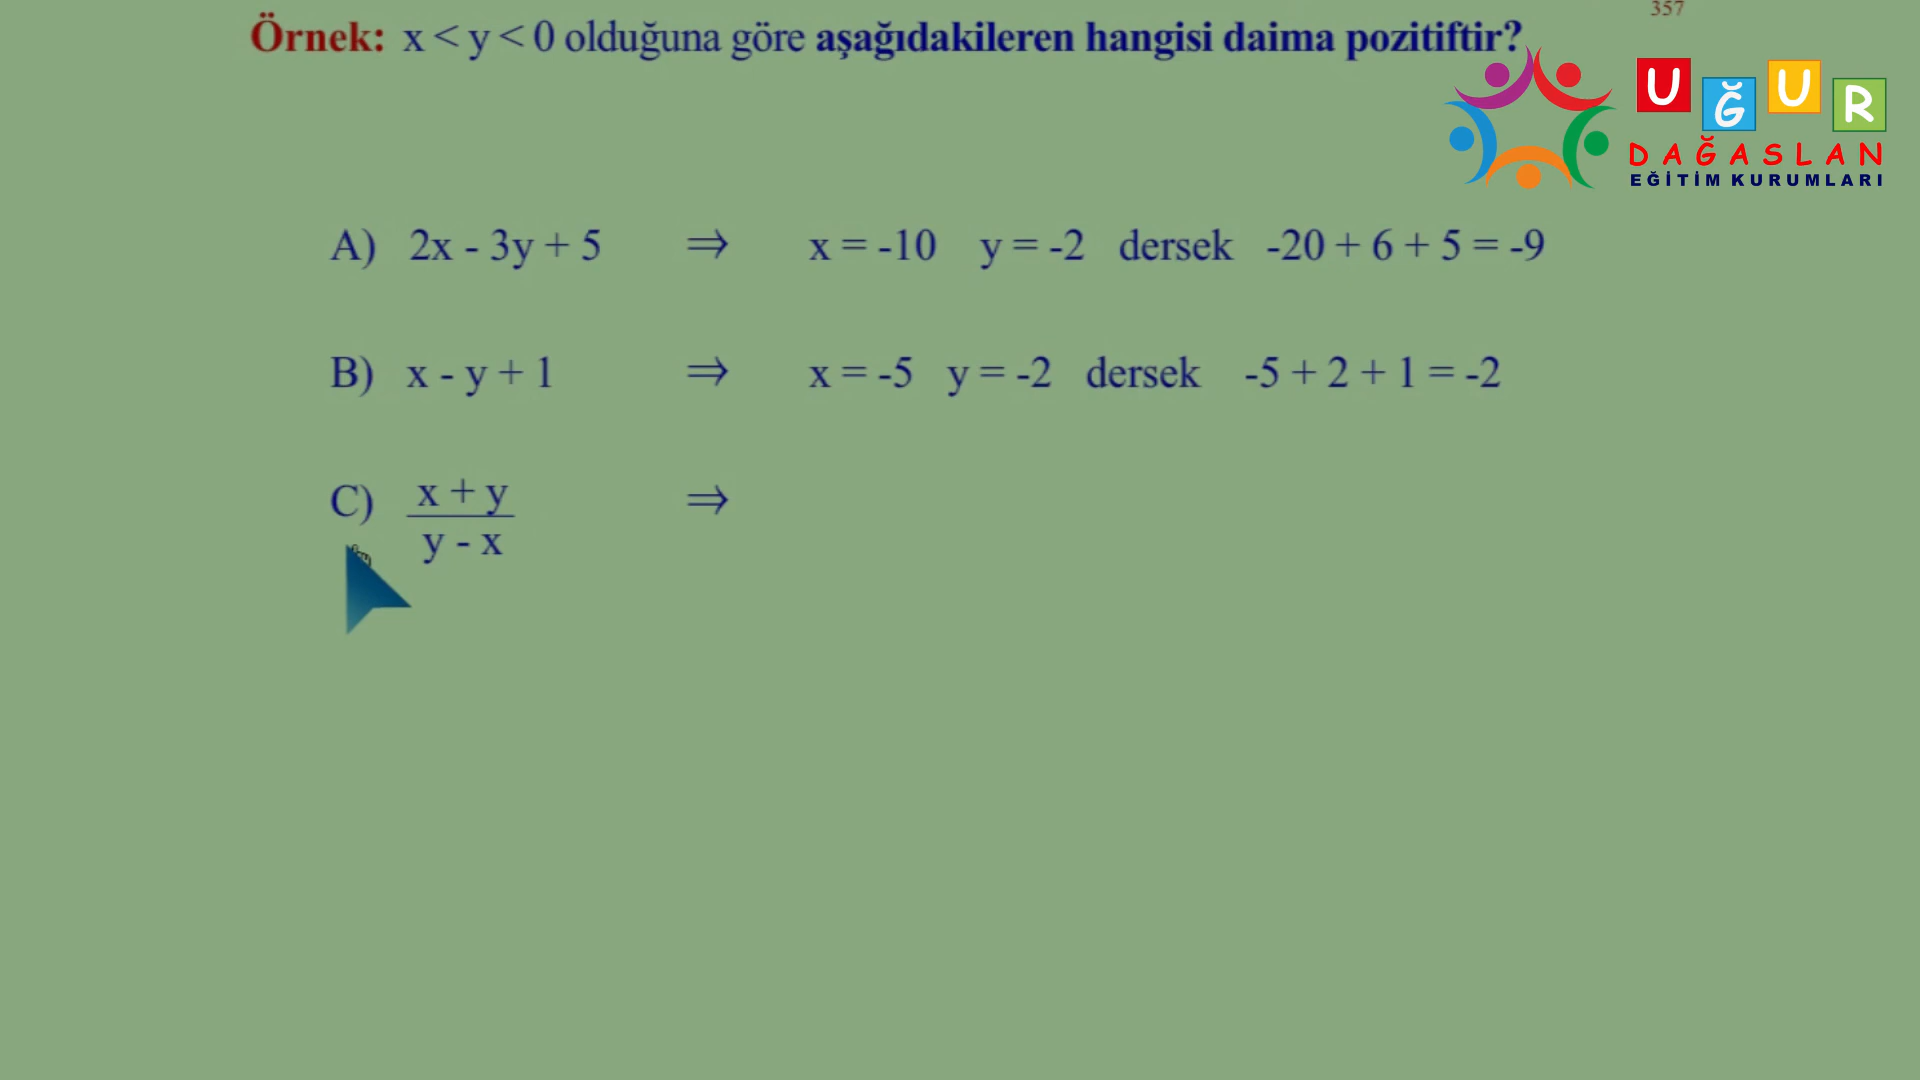 357
Örnek: x < y < 0 olduğuna göre aşağıdakileren hangisi daima pozitiftir?
UĞUR
DAĞASLAN
EĞİTİM KURUMLARI
A) 2x - 3y + 5 ⇒ x = -10 y = -2 dersek -20 + 6 + 5 = -9
B) x - y + 1 ⇒ x = -5 y = -2 dersek -5 + 2 + 1 = -2
C) x + y ⇒
y - x